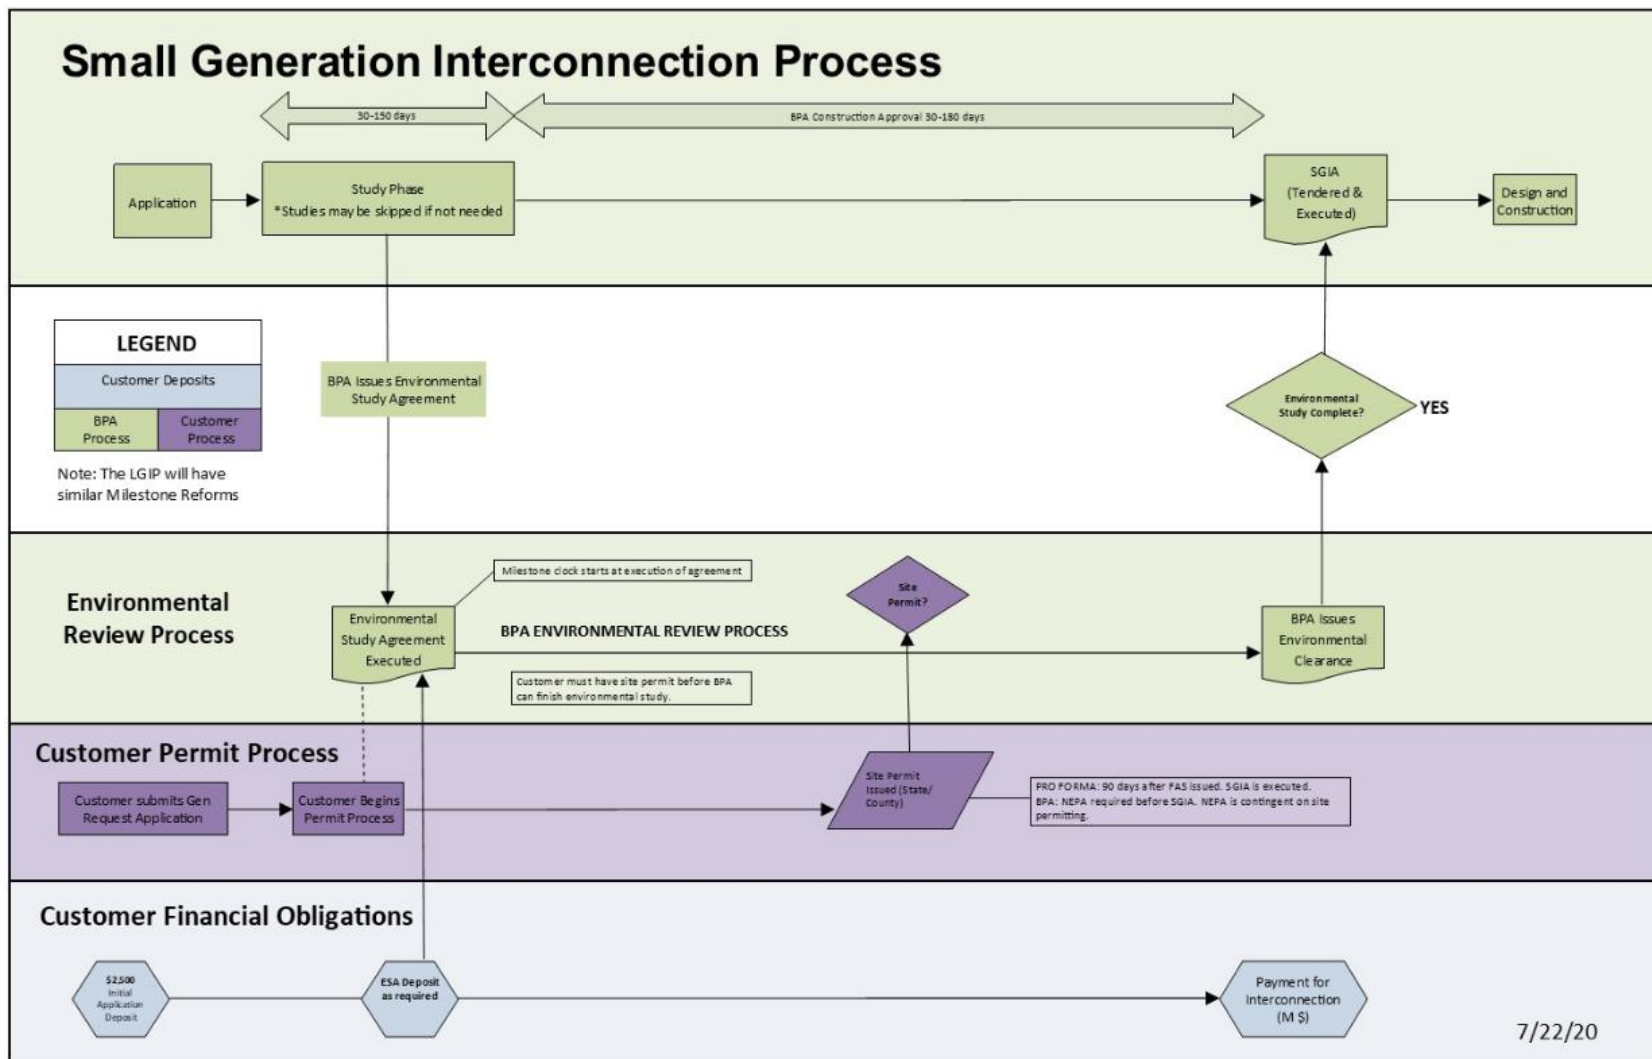 Small Generation Interconnection Process
30-150 days
BPA Construction Approval 30-180 days
Application
Study Phase
*Studies may be skipped if not needed
SGIA
(Tendered &
Executed)
Design and
Construction
LEGEND
Customer Deposits
BPA
Process
Customer
Process
Note: The LGIP will have
similar Milestone Reforms
BPA Issues Environmental
Study Agreement
Environmental
Study Complete?
YES
Environmental
Review Process
Milestone clock starts at execution of agreement
Environmental
Study Agreement
Executed
BPA ENVIRONMENTAL REVIEW PROCESS
Customer must have site permit before BPA
can finish environmental study.
Site
Permit?
BPA Issues
Environmental
Clearance
Customer Permit Process
Customer submits Gen
Request Application
Customer Begins
Permit Process
Site Permit
Issued (State/
County)
PRO FORMA: 90 days after FAS issued. SGIA is executed.
BPA: NEPA required before SGIA. NEPA is contingent on site
permitting.
Customer Financial Obligations
$2,500
Initial
Application
Deposit
ESA Deposit
as required
Payment for
Interconnection
(M $)
7/22/20